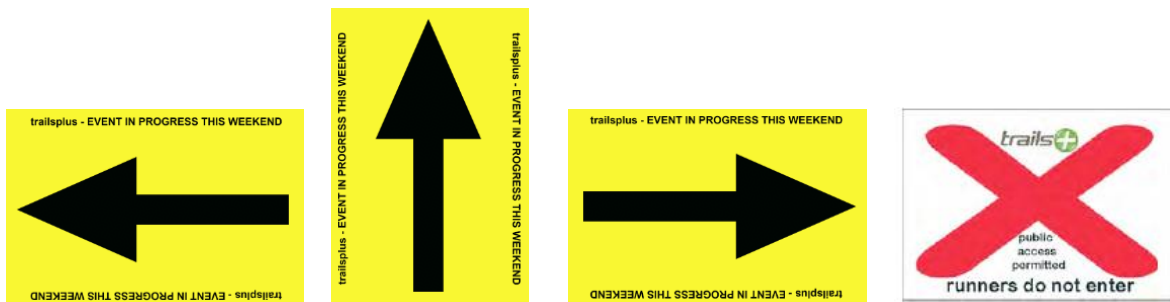 trailsplus - EVENT IN PROGRESS THIS WEEKEND
trailsplus - EVENT IN PROGRESS THIS WEEKEND
trailsplus - EVENT IN PROGRESS THIS WEEKEND
trailsplus - EVENT IN PROGRESS THIS WEEKEND
trailsplus - EVENT IN PROGRESS THIS WEEKEND
trailsplus - EVENT IN PROGRESS THIS WEEKEND
trails+
public
access
permitted
runners do not enter